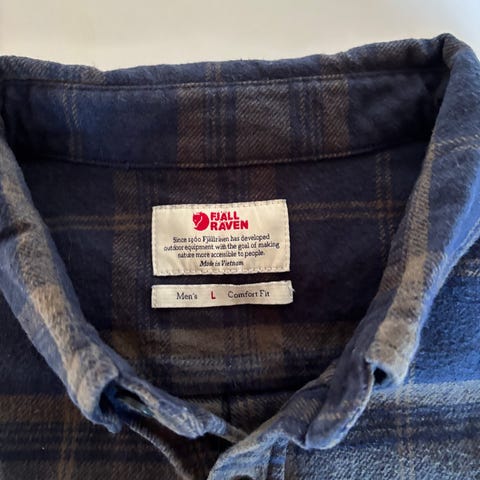 FJÄLL
RÄVEN
Since 1960 Fjällräven has developed
outdoor equipment with the goal of making
nature more accessible to people.
Made in Vietnam
Men's L Comfort Fit